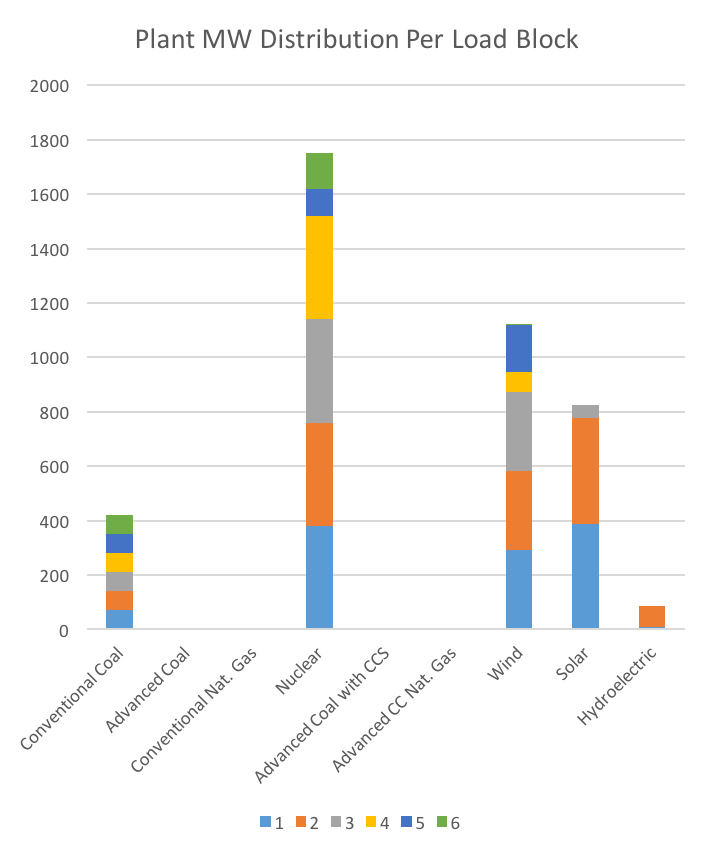 Plant MW Distribution Per Load Block
2000
1800
1600
1400
1200
1000
800
600
400
200
0
Conventional Coal
Advanced Coal
Conventional Nat. Gas
Nuclear
Advanced Coal with CCS
Advanced CC Nat. Gas
Wind
Solar
Hydroelectric
1 2 3 4 5 6